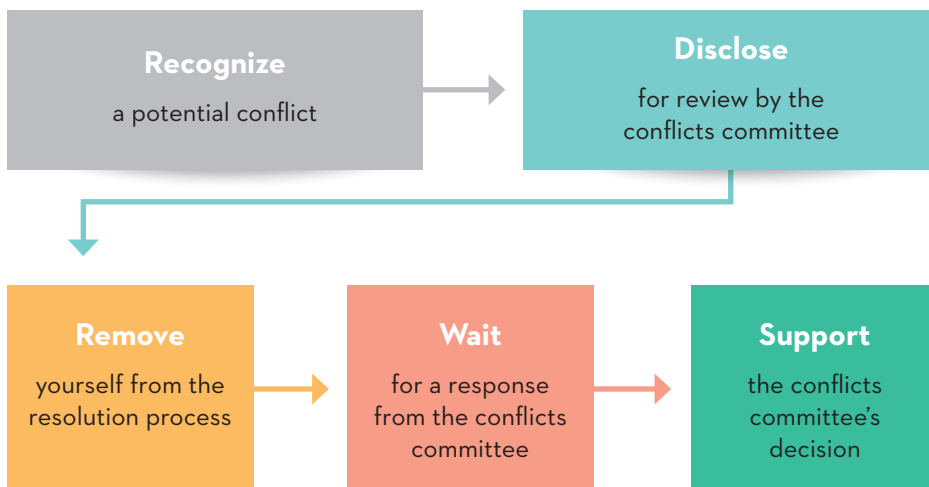 Recognize
a potential conflict
Disclose
for review by the
conflicts committee
Remove
yourself from the
resolution process
Wait
for a response
from the conflicts
committee
Support
the conflicts
committee’s
decision